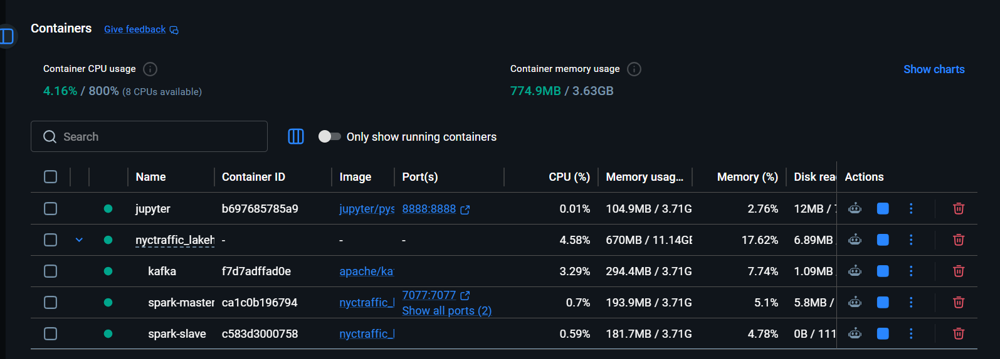 Containers Give feedback
Container CPU usage
4.16% / 800% (8 CPUs available)
Container memory usage
774.9MB / 3.63GB
Show charts
Search
Only show running containers
Name Container ID Image Port(s) CPU (%) Memory usag... Memory (%) Disk rea Actions
jupyter b697685785a9 jupyter/pys 8888:8888 0.01% 104.9MB / 3.71G 2.76% 12MB /
nyctraffic_lakeh - - - 4.58% 670MB / 11.14GE 17.62% 6.89MB
kafka f7d7adffad0e apache/ka 3.29% 294.4MB / 3.71G 7.74% 1.09MB
spark-master ca1c0b196794 nyctraffic_l 7077:7077 0.7% 193.9MB / 3.71G 5.1% 5.8MB /
Show all ports (2)
spark-slave c583d3000758 nyctraffic_l 0.59% 181.7MB / 3.71G 4.78% 0B / 111